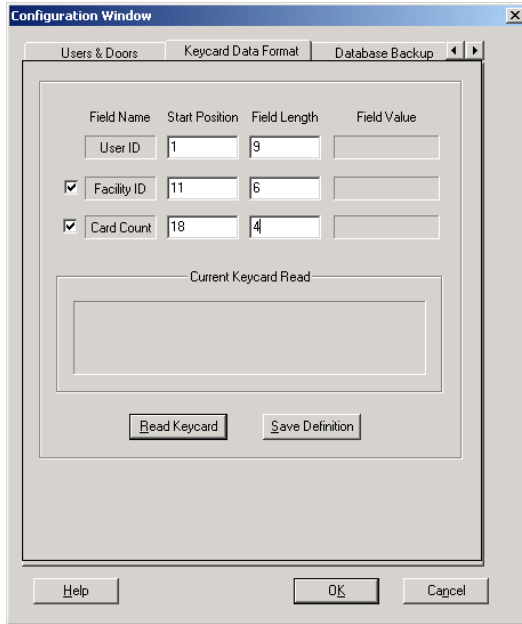 Configuration Window
Users & Doors Keycard Data Format Database Backup
Field Name Start Position Field Length Field Value
User ID 1 9
Facility ID 11 6
Card Count 18 4
Current Keycard Read
Read Keycard Save Definition
Help OK Cancel